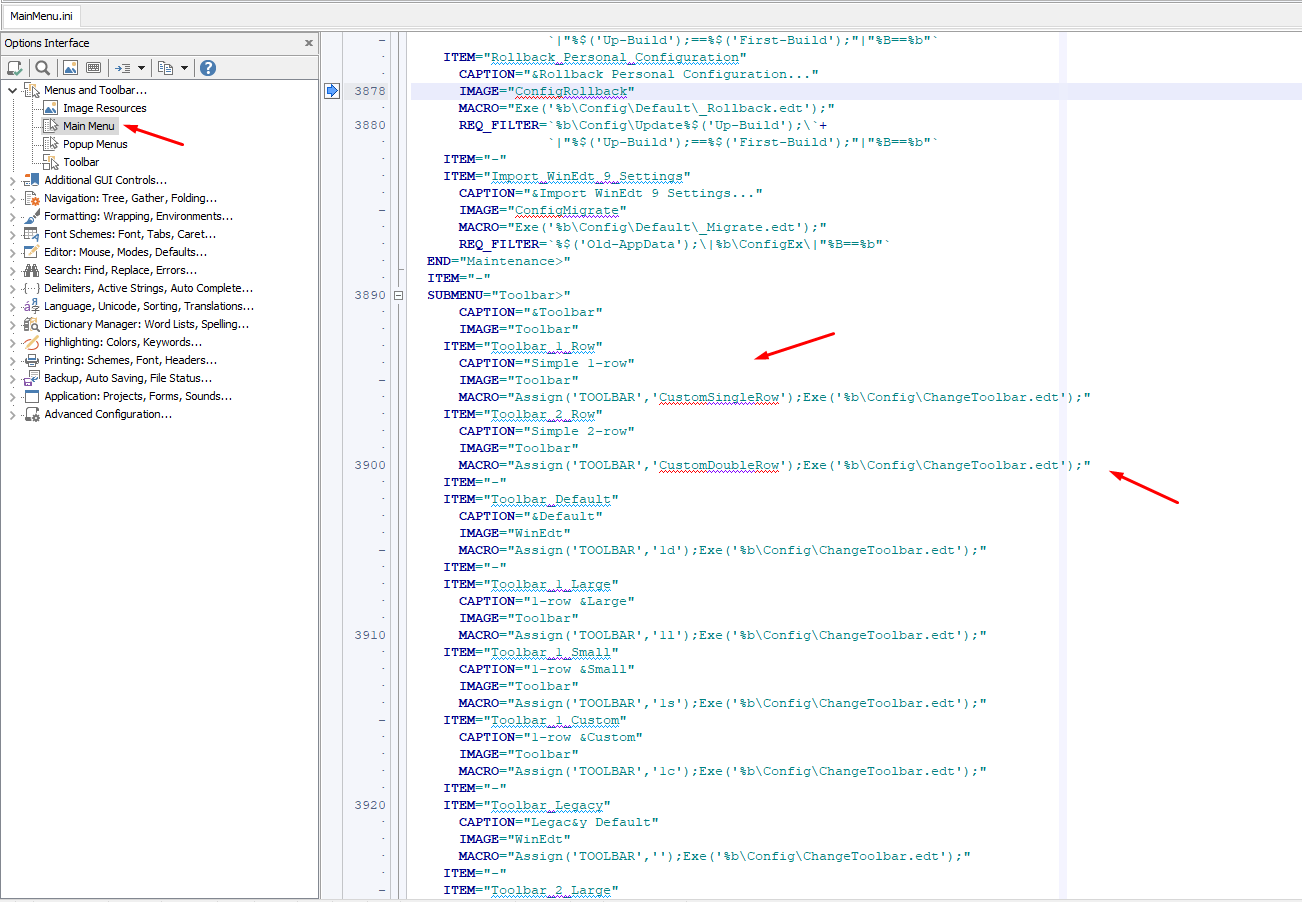 MainMenu.ini
Options Interface
Menus and Toolbar...
Image Resources
Main Menu
Popup Menus
Toolbar
Additional GUI Controls...
Navigation: Tree, Gather, Folding...
Formatting: Wrapping, Environments...
Font Schemes: Font, Tabs, Caret...
Editor: Mouse, Modes, Defaults...
Search: Find, Replace, Errors...
Delimiters, Active Strings, Auto Complete...
Language, Unicode, Sorting, Translations...
Dictionary Manager: Word Lists, Spelling...
Highlighting: Colors, Keywords...
Printing: Schemes, Font, Headers...
Backup, Auto Saving, File Status...
Application: Projects, Forms, Sounds...
Advanced Configuration...
`|"%$('Up-Build');==%$('First-Build');"|"%B==%b"`
ITEM="Rollback_Personal_Configuration"
CAPTION="&Rollback Personal Configuration..."
3878 IMAGE="ConfigRollback"
MACRO="Exe('%b\Config\Default\_Rollback.edt');"
3880 REQ_FILTER=`%b\Config\Update%$('Up-Build');\`+
`|"%$('Up-Build');==%$('First-Build');"|"%B==%b"`
ITEM="-"
ITEM="Import_WinEdt_9_Settings"
CAPTION="&Import WinEdt 9 Settings..."
IMAGE="ConfigMigrate"
MACRO="Exe('%b\Config\Default\_Migrate.edt');"
REQ_FILTER=`%$('Old-AppData');\|%b\ConfigEx\|"%B==%b"`
END="Maintenance>"
ITEM="-"
3890 SUBMENU="Toolbar>"
CAPTION="&Toolbar"
IMAGE="Toolbar"
ITEM="Toolbar_1_Row"
CAPTION="Simple 1-row"
IMAGE="Toolbar"
MACRO="Assign('TOOLBAR','CustomSingleRow');Exe('%b\Config\ChangeToolbar.edt');"
ITEM="Toolbar_2_Row"
CAPTION="Simple 2-row"
IMAGE="Toolbar"
3900 MACRO="Assign('TOOLBAR','CustomDoubleRow');Exe('%b\Config\ChangeToolbar.edt');"
ITEM="-"
ITEM="Toolbar_Default"
CAPTION="&Default"
IMAGE="WinEdt"
MACRO="Assign('TOOLBAR','1d');Exe('%b\Config\ChangeToolbar.edt');"
ITEM="-"
ITEM="Toolbar_1_Large"
CAPTION="1-row &Large"
IMAGE="Toolbar"
3910 MACRO="Assign('TOOLBAR','1l');Exe('%b\Config\ChangeToolbar.edt');"
ITEM="Toolbar_1_Small"
CAPTION="1-row &Small"
IMAGE="Toolbar"
MACRO="Assign('TOOLBAR','1s');Exe('%b\Config\ChangeToolbar.edt');"
ITEM="Toolbar_1_Custom"
CAPTION="1-row &Custom"
IMAGE="Toolbar"
MACRO="Assign('TOOLBAR','1c');Exe('%b\Config\ChangeToolbar.edt');"
ITEM="-"
3920 ITEM="Toolbar_Legacy"
CAPTION="Legac&y Default"
IMAGE="WinEdt"
MACRO="Assign('TOOLBAR','');Exe('%b\Config\ChangeToolbar.edt');"
ITEM="-"
ITEM="Toolbar_2_Large"